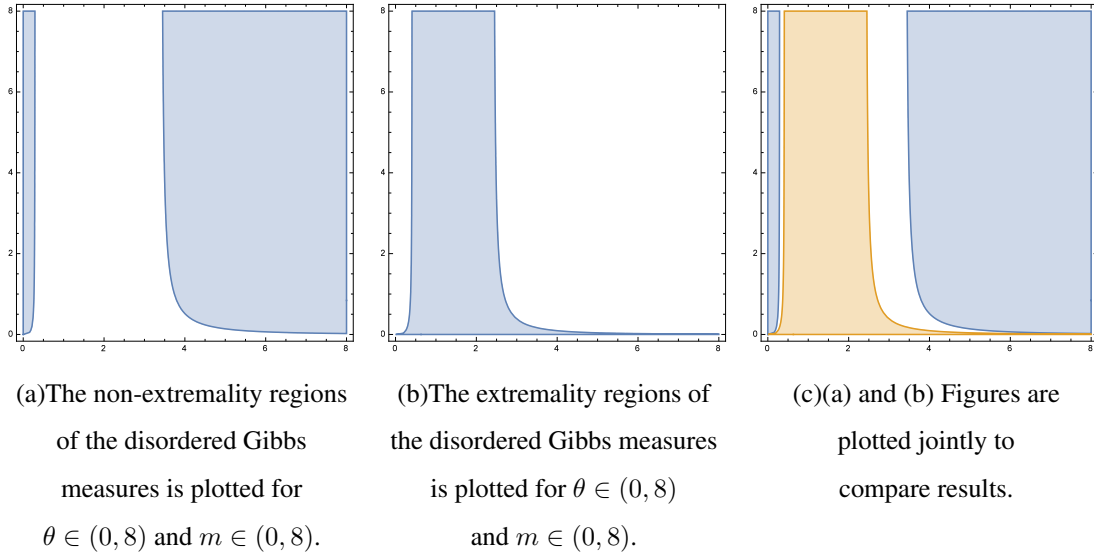 8
6
4
2
0
0 2 4 6 8
8
6
4
2
0
0 2 4 6 8
8
6
4
2
0
0 2 4 6 8
(a)The non-extremality regions
of the disordered Gibbs
measures is plotted for
θ ∈ (0, 8) and m ∈ (0, 8).
(b)The extremality regions of
the disordered Gibbs measures
is plotted for θ ∈ (0, 8)
and m ∈ (0, 8).
(c)(a) and (b) Figures are
plotted jointly to
compare results.